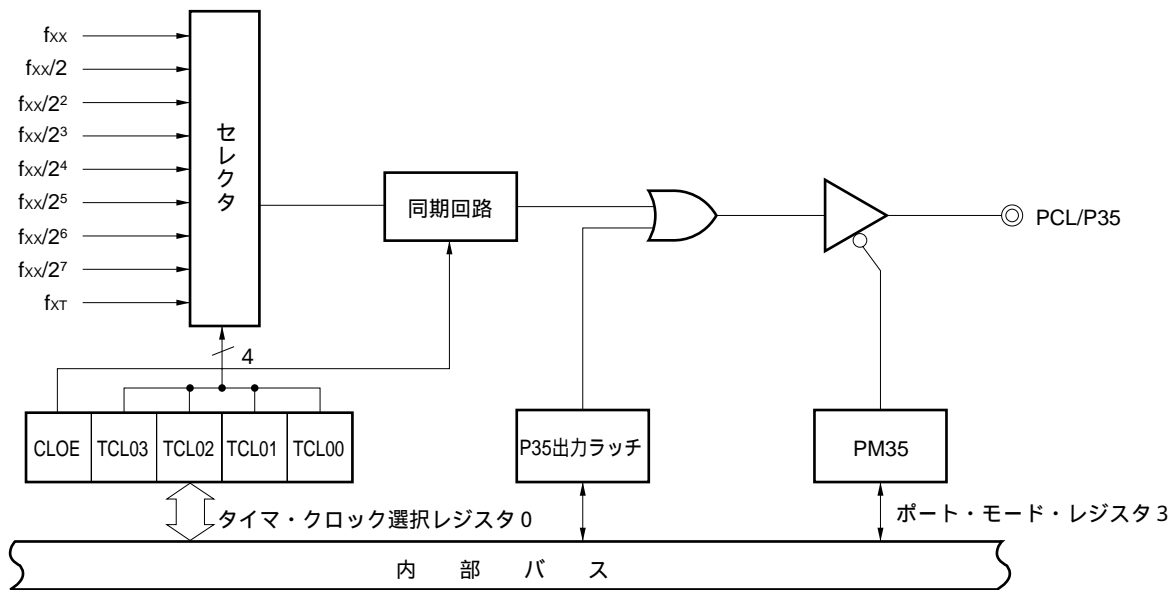 fXX
fXX/2
fXX/2²
fXX/2³
fXX/2⁴
fXX/2⁵
fXX/2⁶
fXX/2⁷
fXT
セレクタ
同期回路
PCL/P35
4
CLOE TCL03 TCL02 TCL01 TCL00
P35出力ラッチ
PM35
タイマ・クロック選択レジスタ0
ポート・モード・レジスタ3
内部バス